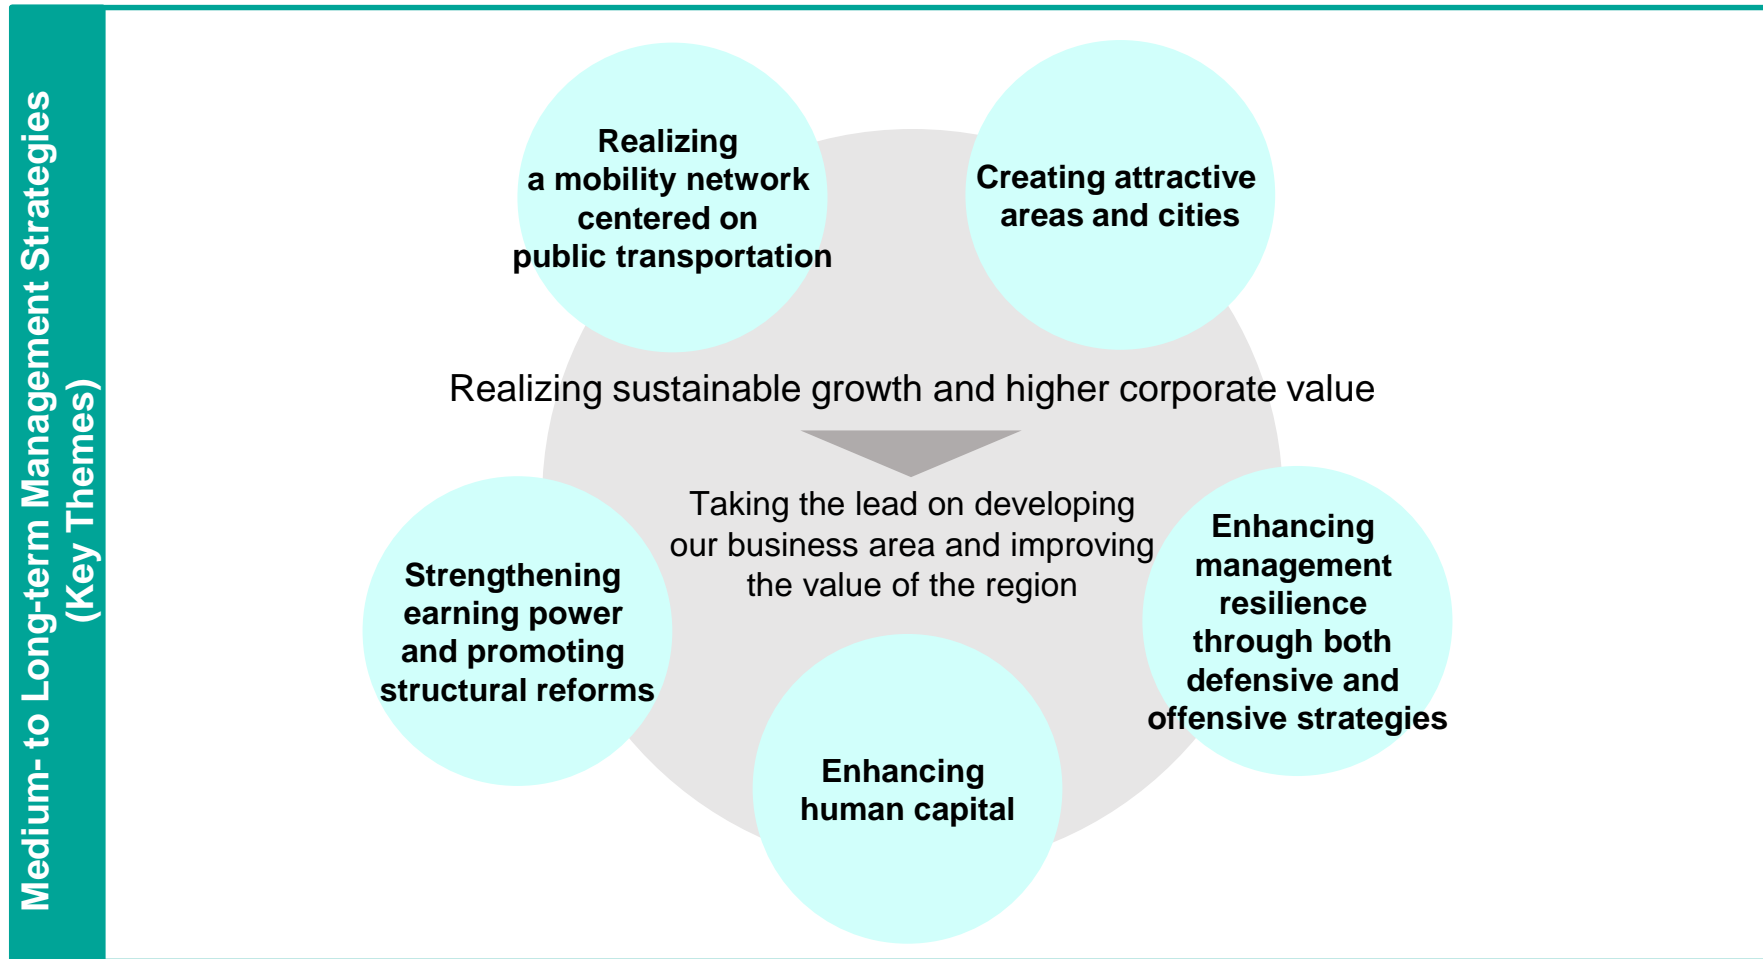 Medium- to Long-term Management Strategies
(Key Themes)
Realizing
a mobility network
centered on
public transportation
Creating attractive
areas and cities
Realizing sustainable growth and higher corporate value
Taking the lead on developing
our business area and improving
the value of the region
Strengthening
earning power
and promoting
structural reforms
Enhancing
management
resilience
through both
defensive and
offensive strategies
Enhancing
human capital